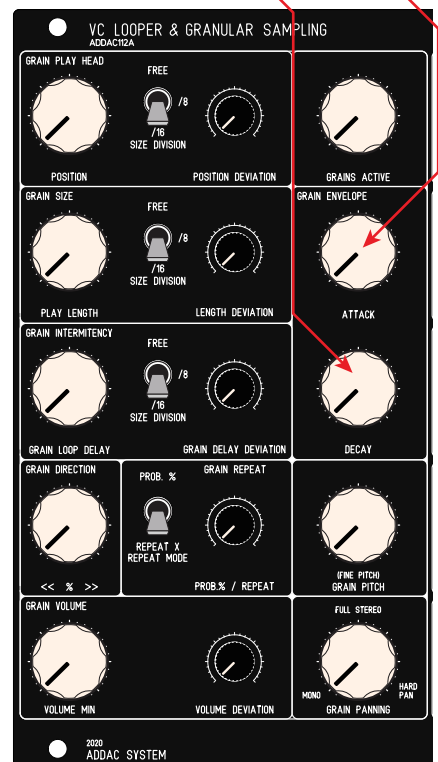 VC LOOPER & GRANULAR SAMPLING
ADDAC112A
GRAIN PLAY HEAD
FREE
/8
/16
SIZE DIVISION
POSITION
POSITION DEVIATION
GRAINS ACTIVE
GRAIN SIZE
FREE
/8
/16
SIZE DIVISION
PLAY LENGTH
LENGTH DEVIATION
GRAIN ENVELOPE
ATTACK
GRAIN INTERMITENCY
FREE
/8
/16
SIZE DIVISION
GRAIN LOOP DELAY
GRAIN DELAY DEVIATION
DECAY
GRAIN DIRECTION
<< % >>
PROB. %
GRAIN REPEAT
REPEAT X
REPEAT MODE
PROB.% / REPEAT
(FINE PITCH)
GRAIN PITCH
GRAIN VOLUME
VOLUME MIN
VOLUME DEVIATION
FULL STEREO
MONO
HARD
PAN
GRAIN PANNING
2020
ADDAC SYSTEM